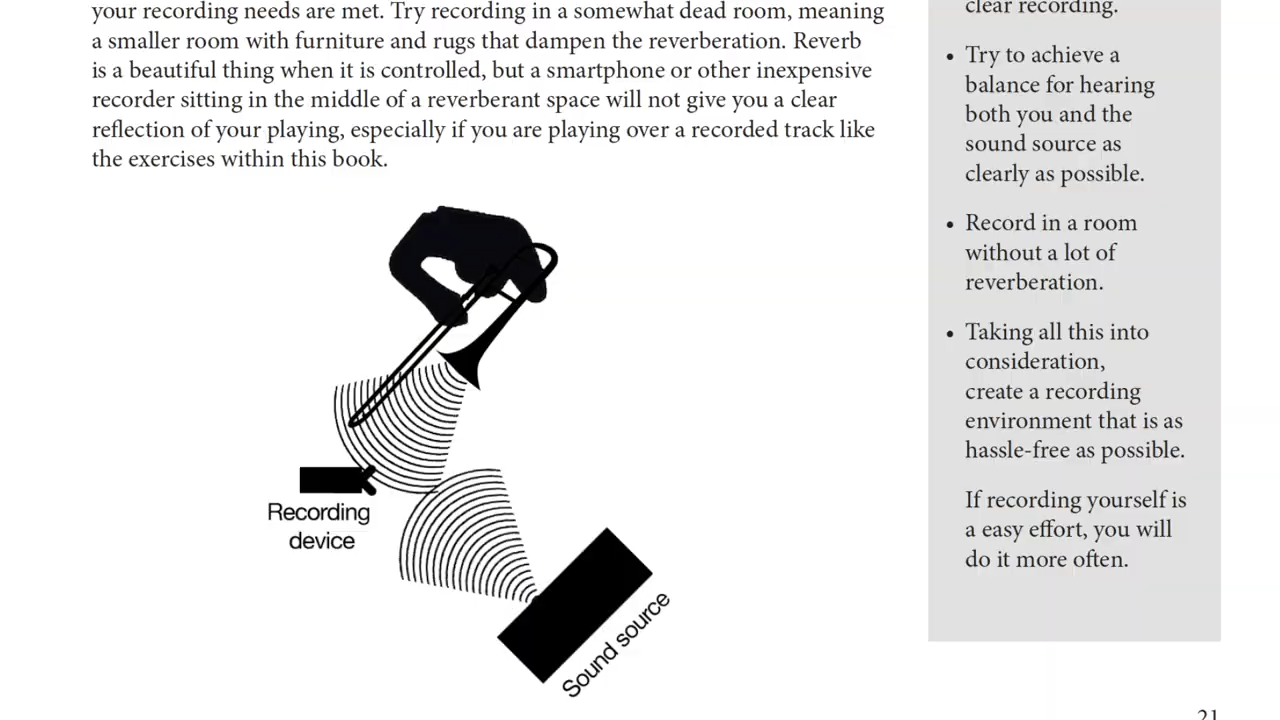 your recording needs are met. Try recording in a somewhat dead room, meaning
a smaller room with furniture and rugs that dampen the reverberation. Reverb
is a beautiful thing when it is controlled, but a smartphone or other inexpensive
recorder sitting in the middle of a reverberant space will not give you a clear
reflection of your playing, especially if you are playing over a recorded track like
the exercises within this book.
Recording
device
Sound source
clear recording.
• Try to achieve a
balance for hearing
both you and the
sound source as
clearly as possible.
• Record in a room
without a lot of
reverberation.
• Taking all this into
consideration,
create a recording
environment that is as
hassle-free as possible.
If recording yourself is
a easy effort, you will
do it more often.
21